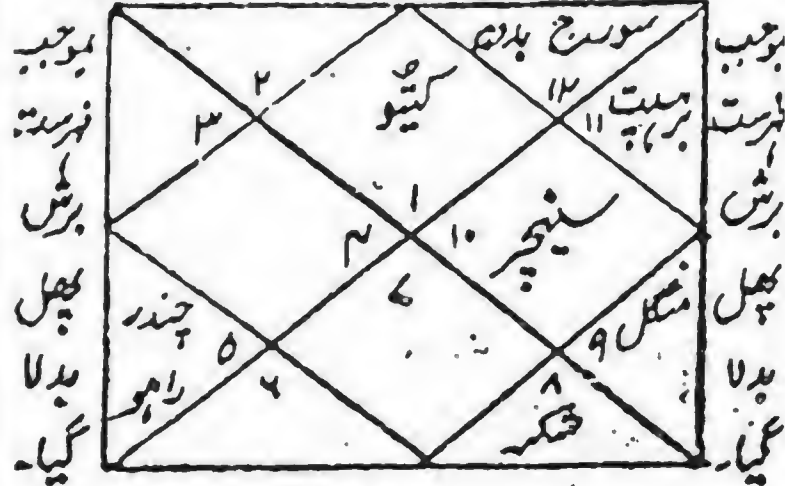 بموجب
فہرست
برش
پھل
بدلا
گیا۔
سورج
۱۲
۲
کیتو
برہسپت
۱۱
۳
۱
سنیچر
۱۰
۴
۷
منگل
۹
چندر
۵
راہو
۶
۸
شکر
بموجب
فہرست
برش
پھل
بدلا
گیا۔